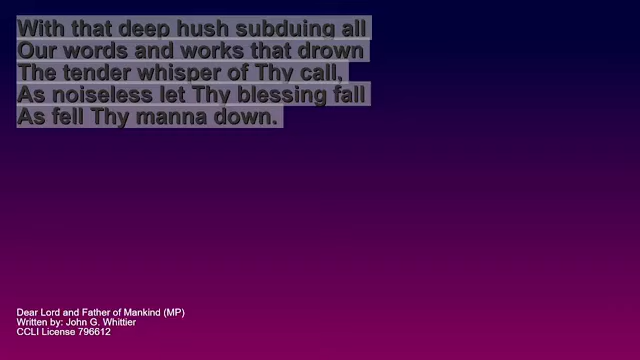 With that deep hush subduing all
Our words and works that drown
The tender whisper of Thy call,
As noiseless let Thy blessing fall
As fell Thy manna down.
Dear Lord and Father of Mankind (MP)
Written by: John G. Whittier
CCLI License 796612